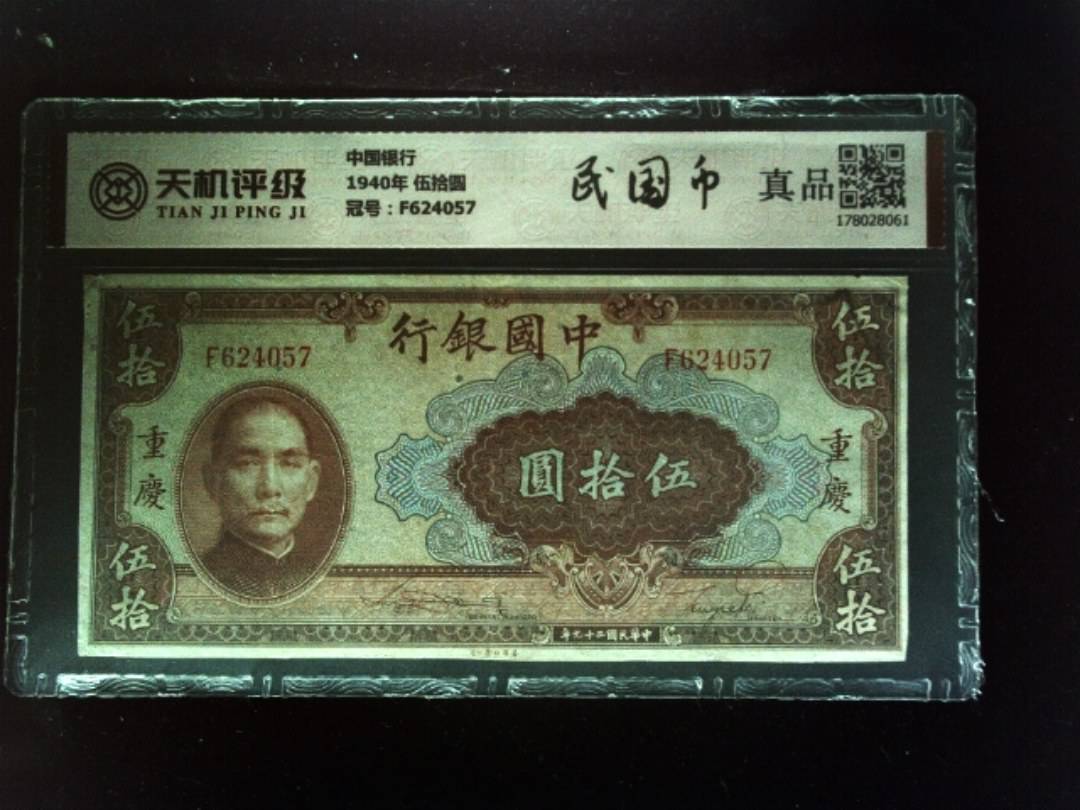 天机评级
TIAN JI PING JI
中国银行
1940年 伍拾圆
冠号：F624057
民国币
真品
178028061
行銀國中
伍拾
伍拾
F624057
F624057
圓拾伍
重慶
重慶
伍拾
伍拾
年九十二國民華中